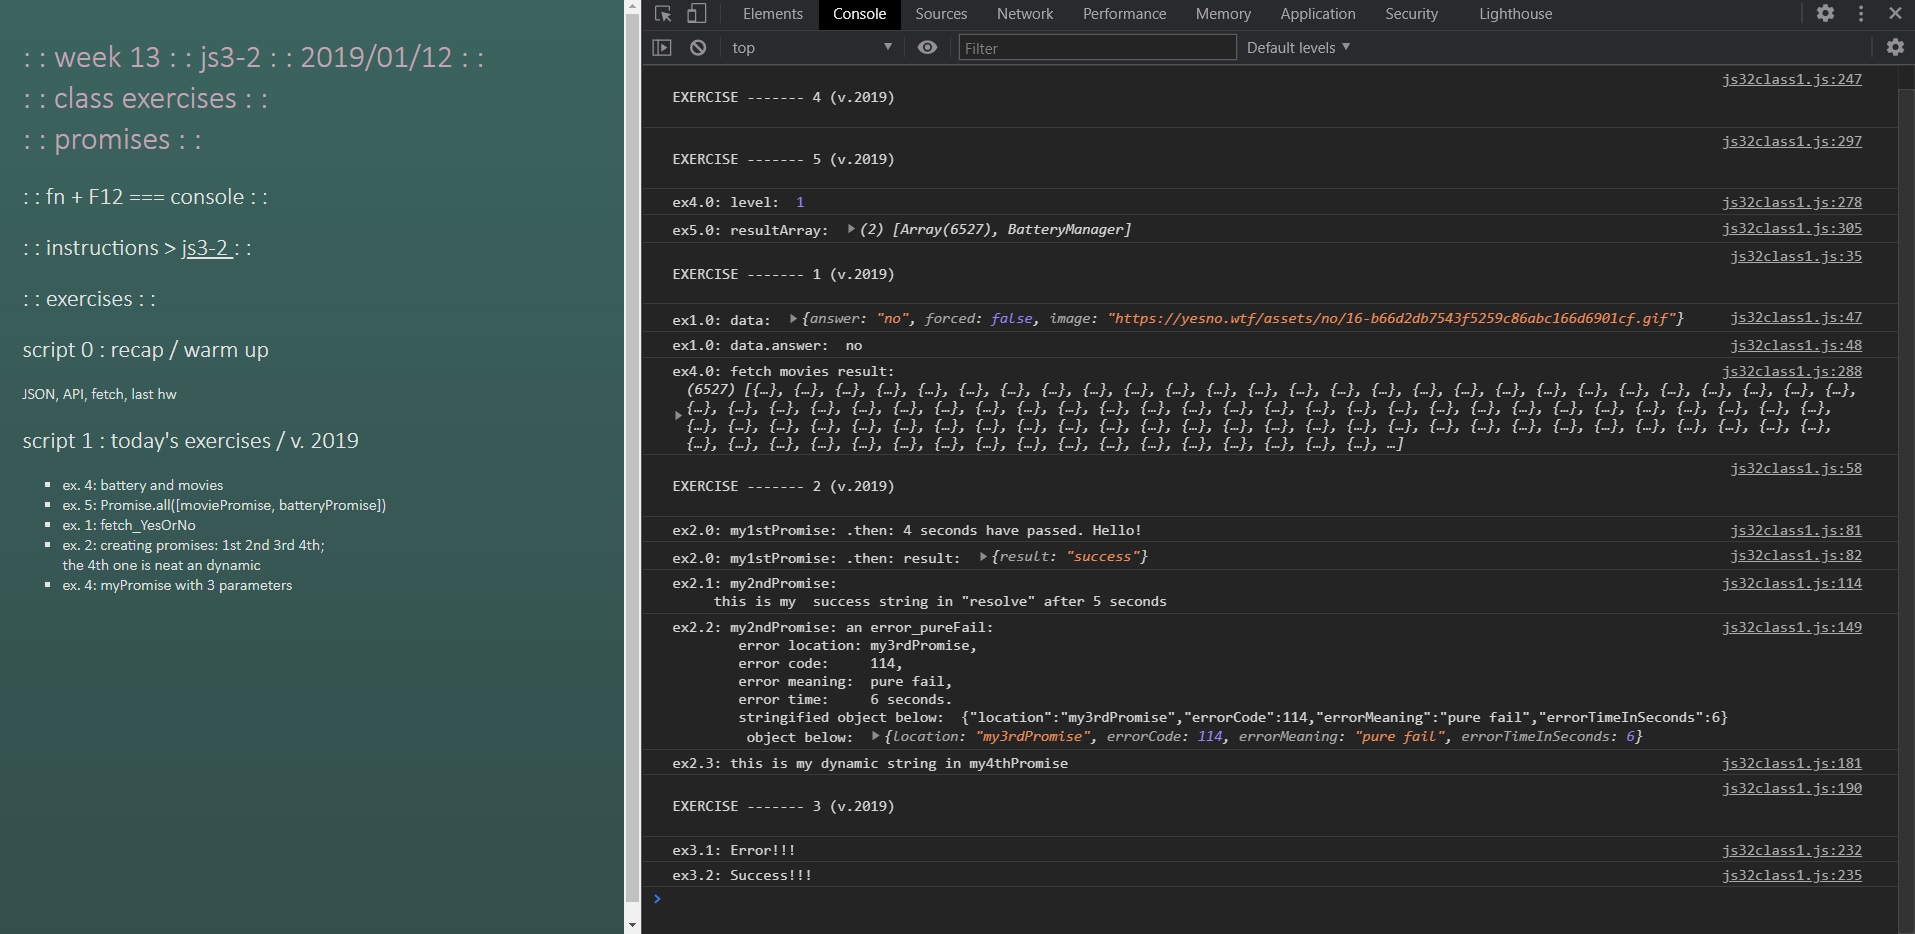 : : week 13 : : js3-2 : : 2019/01/12 : :
: : class exercises : :
: : promises : :
: : fn + F12 === console : :
: : instructions > js3-2 : :
: : exercises : :
script 0 : recap / warm up
JSON, API, fetch, last hw
script 1 : today's exercises / v. 2019
▪ ex. 4: battery and movies
▪ ex. 5: Promise.all([moviePromise, batteryPromise])
▪ ex. 1: fetch_YesOrNo
▪ ex. 2: creating promises: 1st 2nd 3rd 4th;
the 4th one is neat an dynamic
▪ ex. 4: myPromise with 3 parameters
Elements Console Sources Network Performance Memory Application Security Lighthouse
top Filter Default levels
js32class1.js:247
EXERCISE ------- 4 (v.2019)
js32class1.js:297
EXERCISE ------- 5 (v.2019)
ex4.0: level: 1 js32class1.js:278
ex5.0: resultArray: (2) [Array(6527), BatteryManager] js32class1.js:305
js32class1.js:35
EXERCISE ------- 1 (v.2019)
ex1.0: data: {answer: "no", forced: false, image: "https://yesno.wtf/assets/no/16-b66d2db7543f5259c86abc166d6901cf.gif"} js32class1.js:47
ex1.0: data.answer: no js32class1.js:48
ex4.0: fetch movies result: js32class1.js:288
(6527) [{…}, {…}, {…}, {…}, {…}, {…}, {…}, {…}, {…}, {…}, {…}, {…}, {…}, {…}, {…}, {…}, {…}, {…}, {…}, {…}, {…}, {…}, {…}, {…}, {…}, {…}, {…},
{…}, {…}, {…}, {…}, {…}, {…}, {…}, {…}, {…}, {…}, {…}, {…}, {…}, {…}, {…}, {…}, {…}, {…}, {…}, {…}, {…}, {…}, {…}, {…}, {…}, {…}, {…}, {…},
{…}, {…}, {…}, {…}, {…}, {…}, {…}, {…}, {…}, {…}, {…}, {…}, {…}, {…}, {…}, {…}, {…}, {…}, {…}, {…}, {…}, {…}, {…}, {…}, {…}, {…}, {…}, {…},
{…}, {…}, {…}, {…}, {…}, {…}, {…}, {…}, {…}, {…}, {…}, {…}, {…}, {…}, {…}, {…}, {…}, …]
js32class1.js:58
EXERCISE ------- 2 (v.2019)
ex2.0: my1stPromise: .then: 4 seconds have passed. Hello! js32class1.js:81
ex2.0: my1stPromise: .then: result: {result: "success"} js32class1.js:82
ex2.1: my2ndPromise: js32class1.js:114
this is my  success string in "resolve" after 5 seconds
ex2.2: my2ndPromise: an error_pureFail: js32class1.js:149
error location: my3rdPromise,
error code: 114,
error meaning: pure fail,
error time: 6 seconds.
stringified object below: {"location":"my3rdPromise","errorCode":114,"errorMeaning":"pure fail","errorTimeInSeconds":6}
object below: {location: "my3rdPromise", errorCode: 114, errorMeaning: "pure fail", errorTimeInSeconds: 6}
ex2.3: this is my dynamic string in my4thPromise js32class1.js:181
js32class1.js:190
EXERCISE ------- 3 (v.2019)
ex3.1: Error!!! js32class1.js:232
ex3.2: Success!!! js32class1.js:235